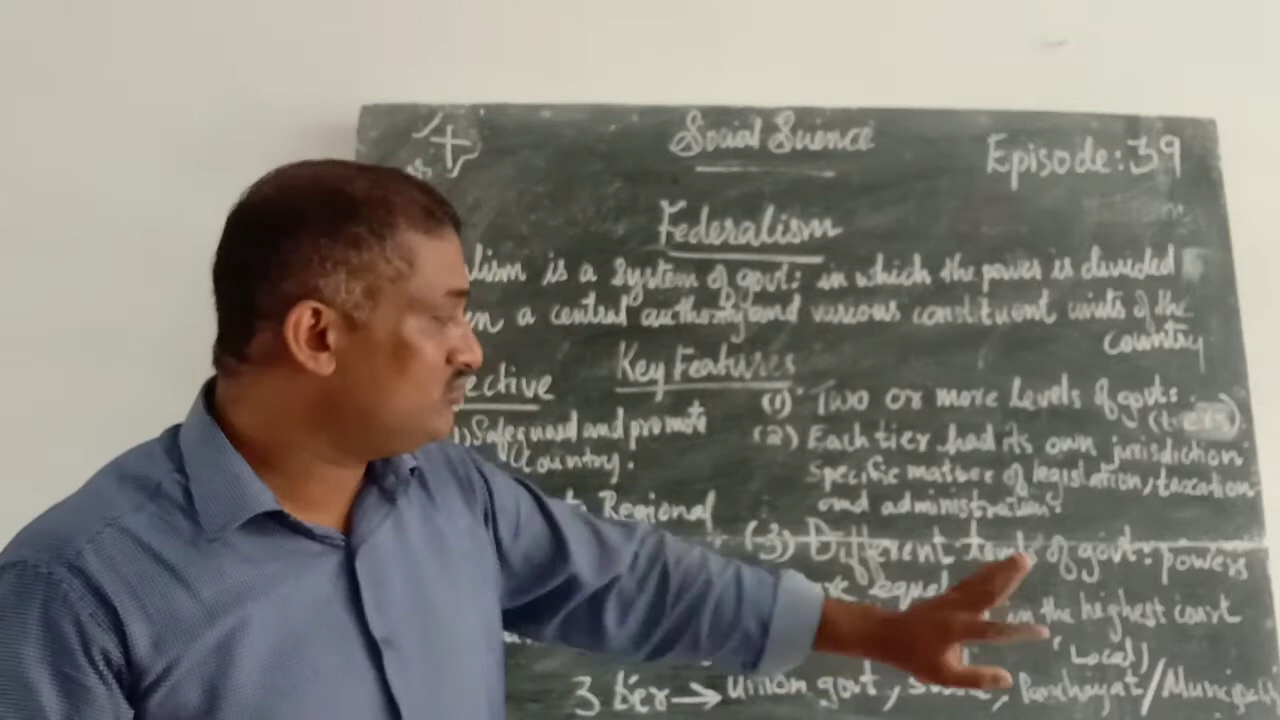 Social Science
Episode: 39
Federalism
lism is a System of govt: in which the power is divided
en a central authority and various constituent units of the
country
Key Features
ective
(1) Two or more Levels of govt:
(tiers)
1) Safeguard and promote
Country.
(2) Each tier had its own jurisdiction
specific matter of legislation, taxation
and administration:
Regional
(3) Different of govt: powers
are equal
in the highest court
(Local)
3 tier → union govt, Panchayat/Municipali